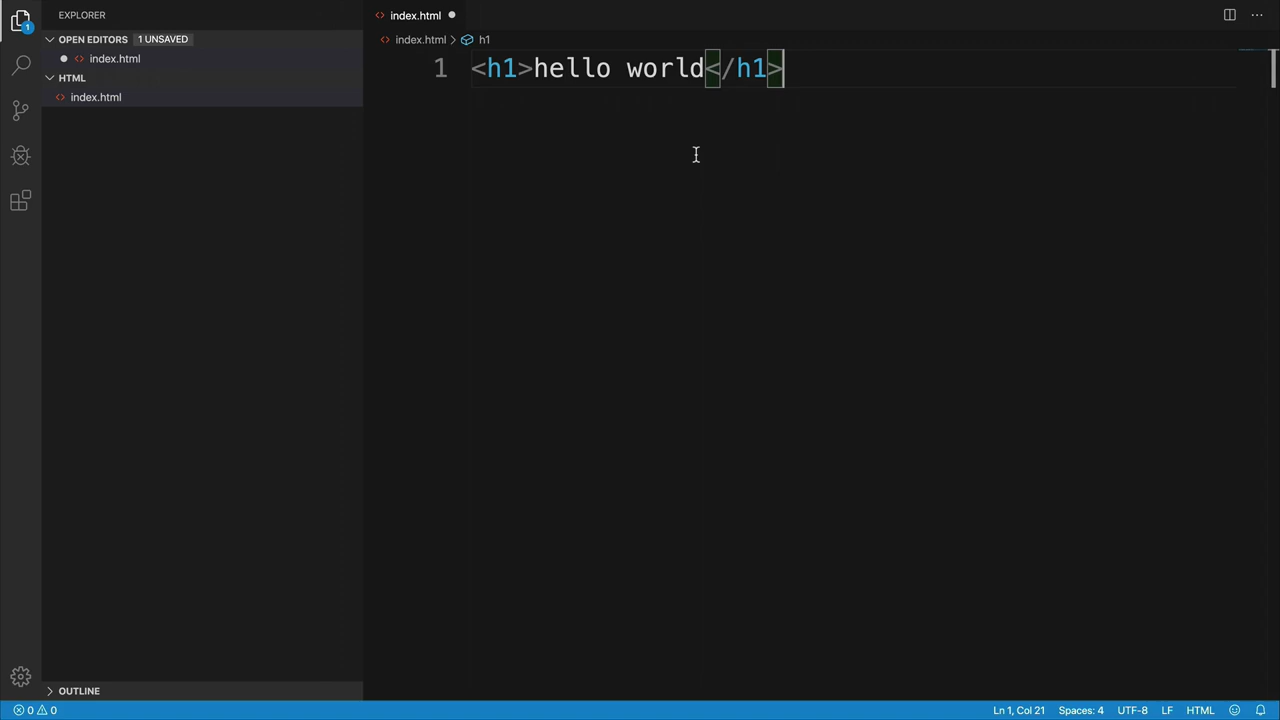 EXPLORER
OPEN EDITORS 1 UNSAVED
index.html
HTML
index.html
OUTLINE
1
index.html
index.html > h1
1 <h1>hello world</h1>
0 0
Ln 1, Col 21 Spaces: 4 UTF-8 LF HTML